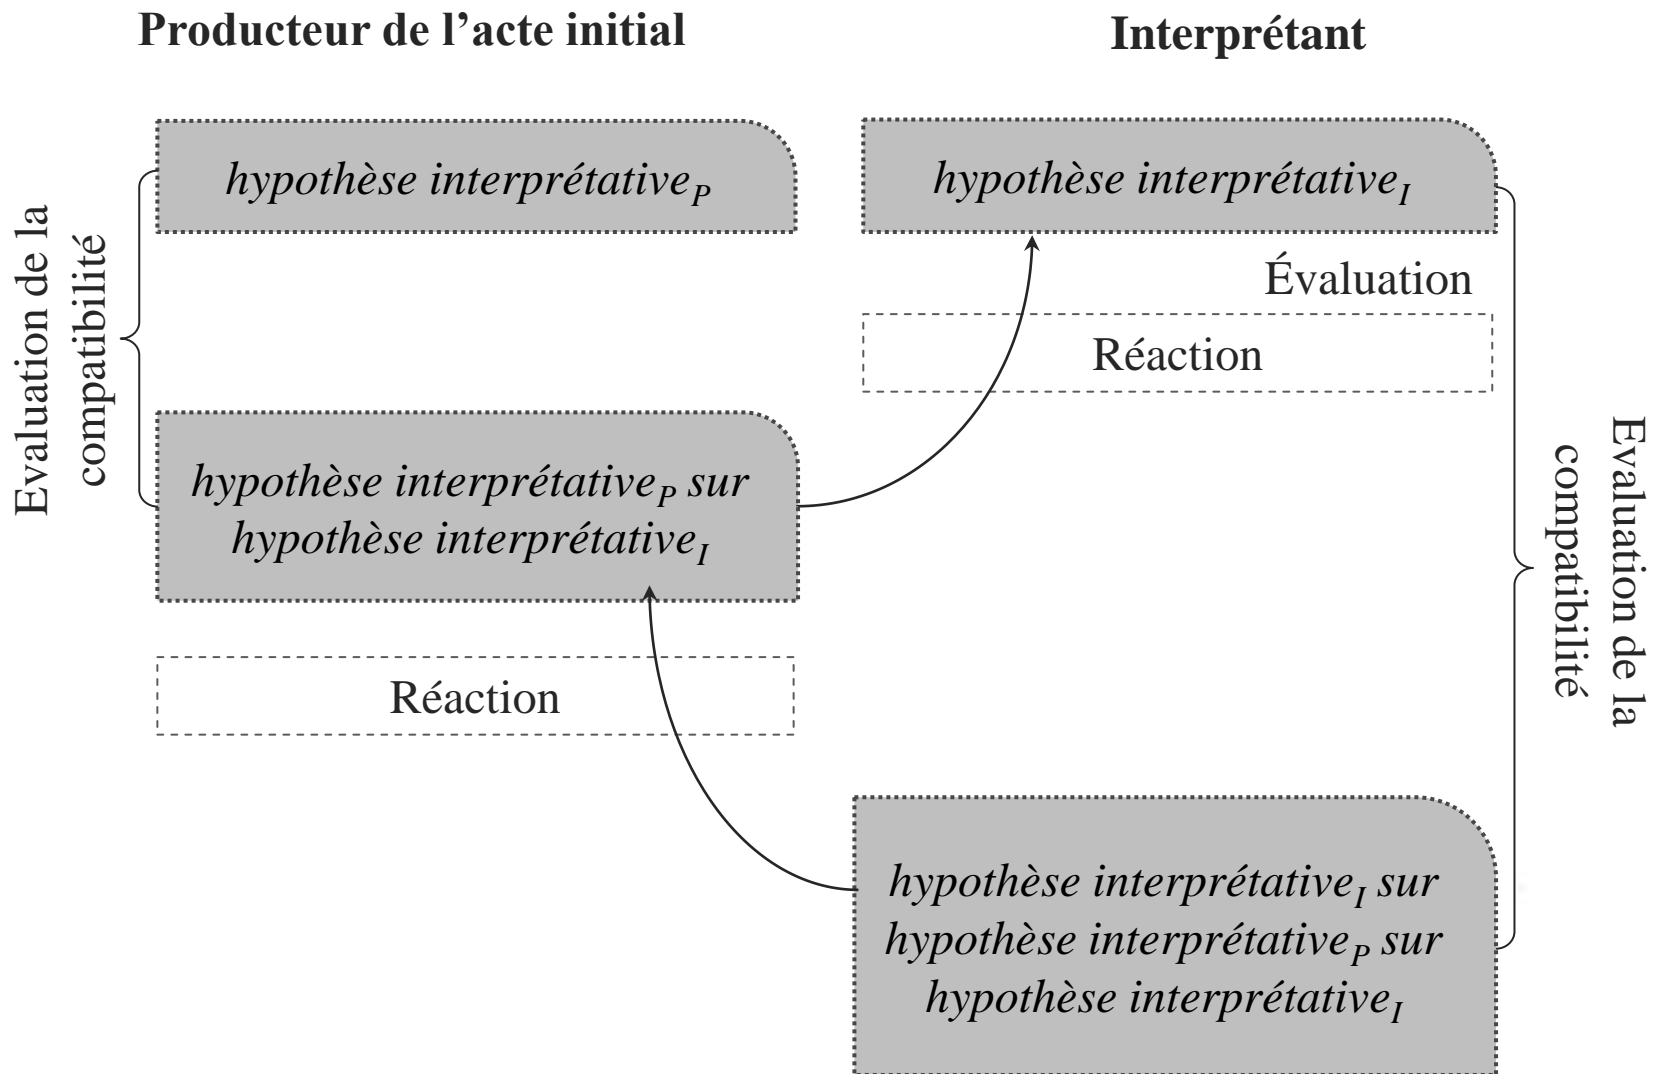 Producteur de l’acte initial
Interprétant
hypothèse interprétative_P
hypothèse interprétative_I
Evaluation de la
compatibilité
Évaluation
Réaction
hypothèse interprétative_P sur
hypothèse interprétative_I
Evaluation de la
compatibilité
Réaction
hypothèse interprétative_I sur
hypothèse interprétative_P sur
hypothèse interprétative_I